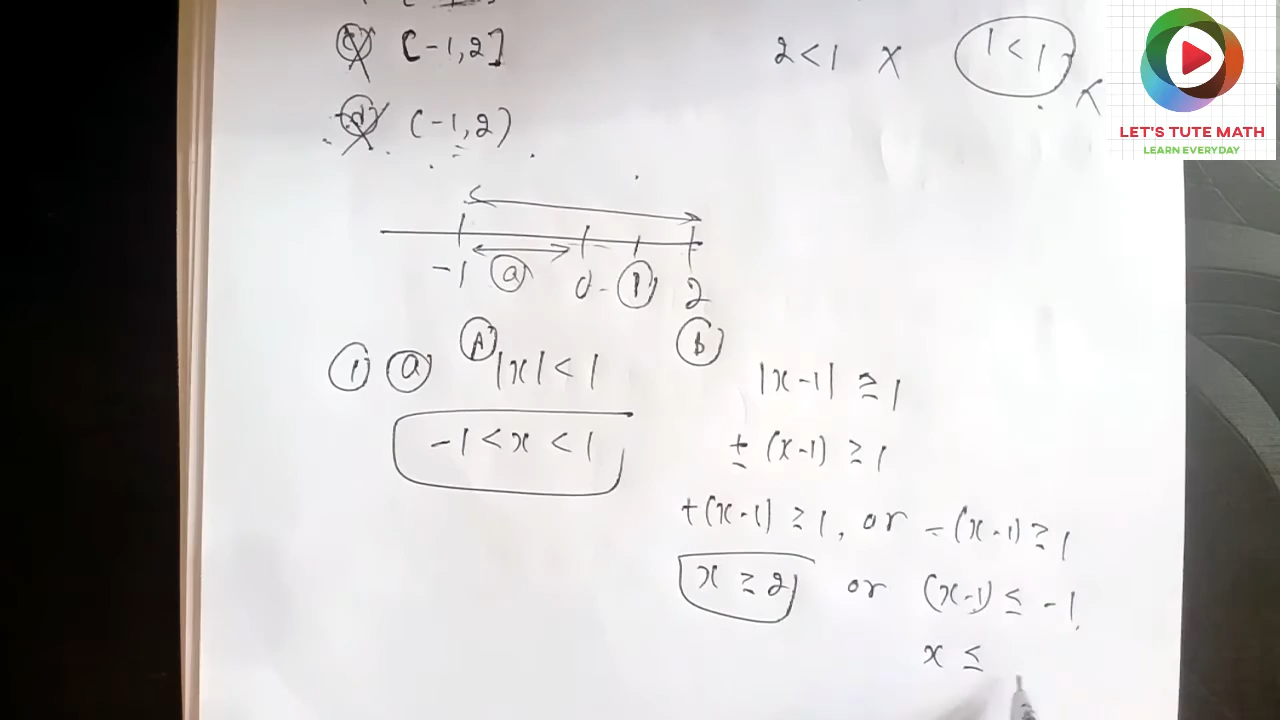 (c) [-1,2]
(d) (-1,2)
2<1 X
1<1 X
LET'S TUTE MATH
LEARN EVERYDAY
a
-1 0 1 2
1 a A |x| < 1
-1 < x < 1
B
|x-1| ≥ 1
± (x-1) ≥ 1
+(x-1) ≥ 1, or -(x-1) ≥ 1
x ≥ 2 or (x-1) ≤ -1
x ≤